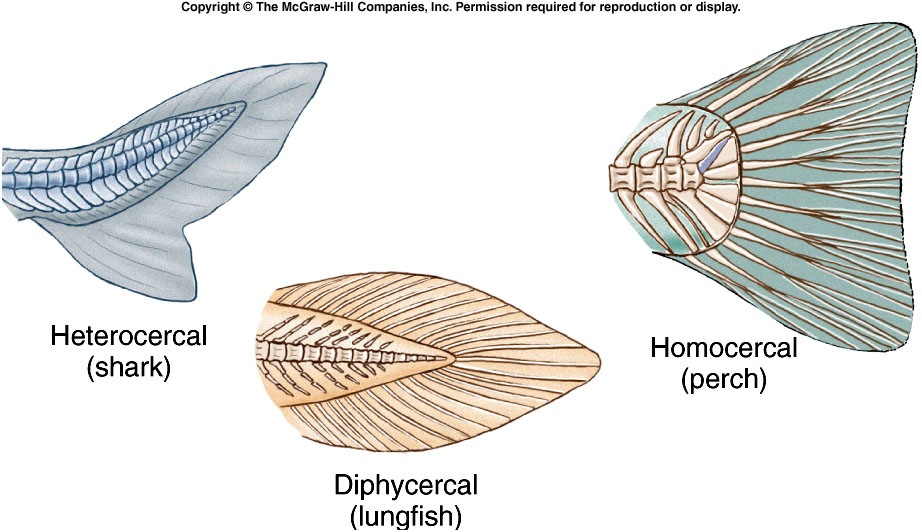 Copyright © The McGraw-Hill Companies, Inc. Permission required for reproduction or display.
Heterocercal
(shark)
Homocercal
(perch)
Diphycercal
(lungfish)